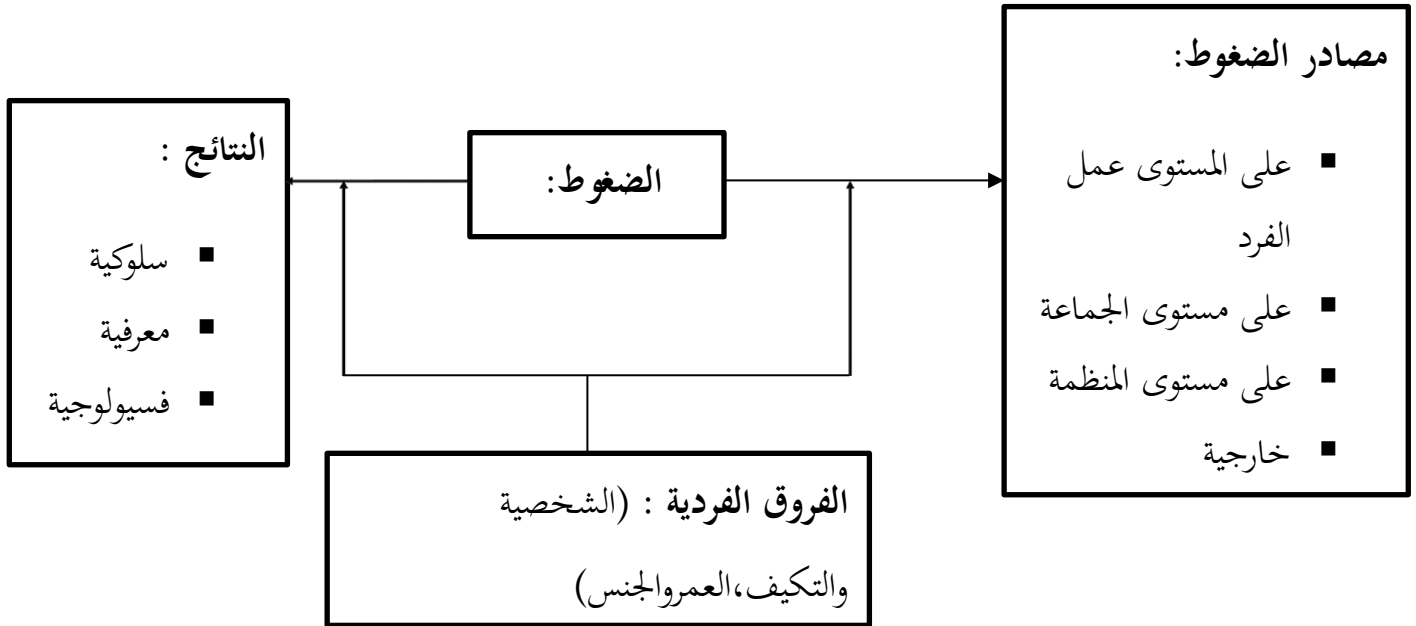 مصادر الضغوط:
▪ على المستوى عمل
الفرد
▪ على مستوى الجماعة
▪ على مستوى المنظمة
▪ خارجية
الضغوط:
النتائج :
▪ سلوكية
▪ معرفية
▪ فسيولوجية
الفروق الفردية : (الشخصية
والتكيف،العمروالجنس)